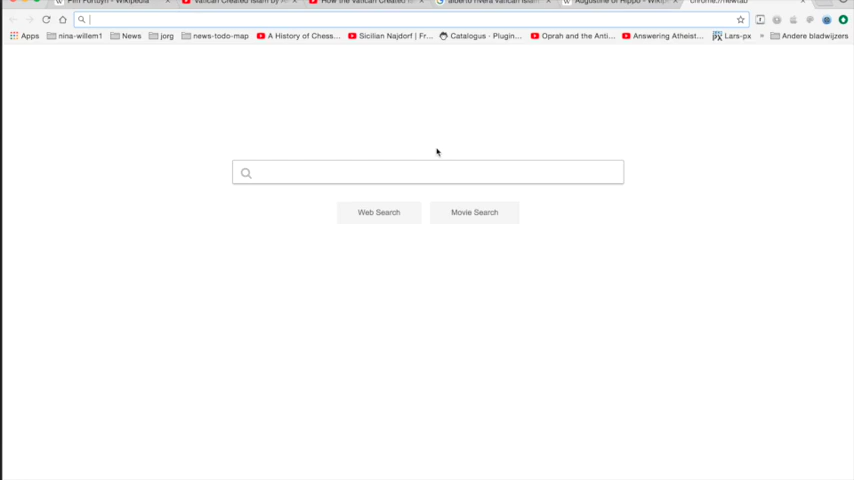 Pim Fortuyn - Wikipedia Vatican Created Islam by A How the Vatican Created Is alberto rivera vatican islam Augustine of Hippo - Wikip chrome://newtab
Apps nina-willem1 News jorg news-todo-map A History of Chess... Sicilian Najdorf | Fr... Catalogus - Plugin... Oprah and the Anti... Answering Atheist... Lars-px » Andere bladwijzers
Web Search Movie Search